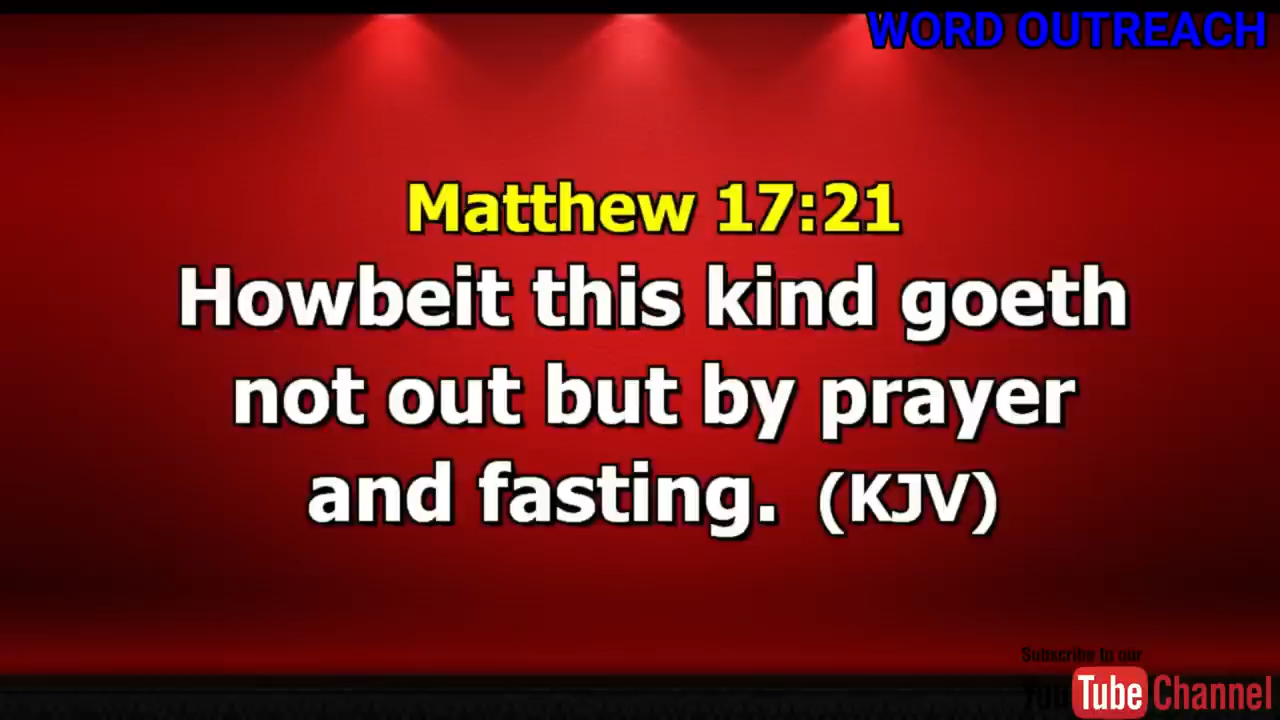 WORD OUTREACH
Matthew 17:21
Howbeit this kind goeth
not out but by prayer
and fasting. (KJV)
Subscribe to our
YouTube Channel